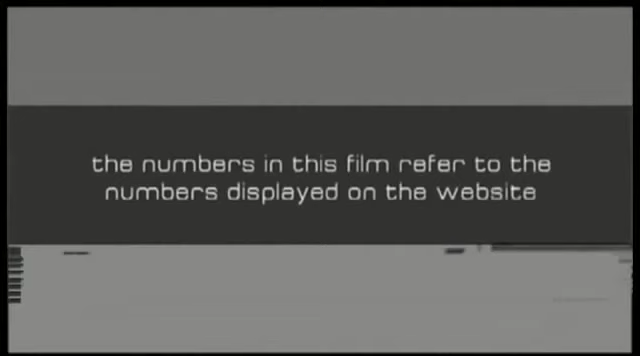 the numbers in this film refer to the
numbers displayed on the website